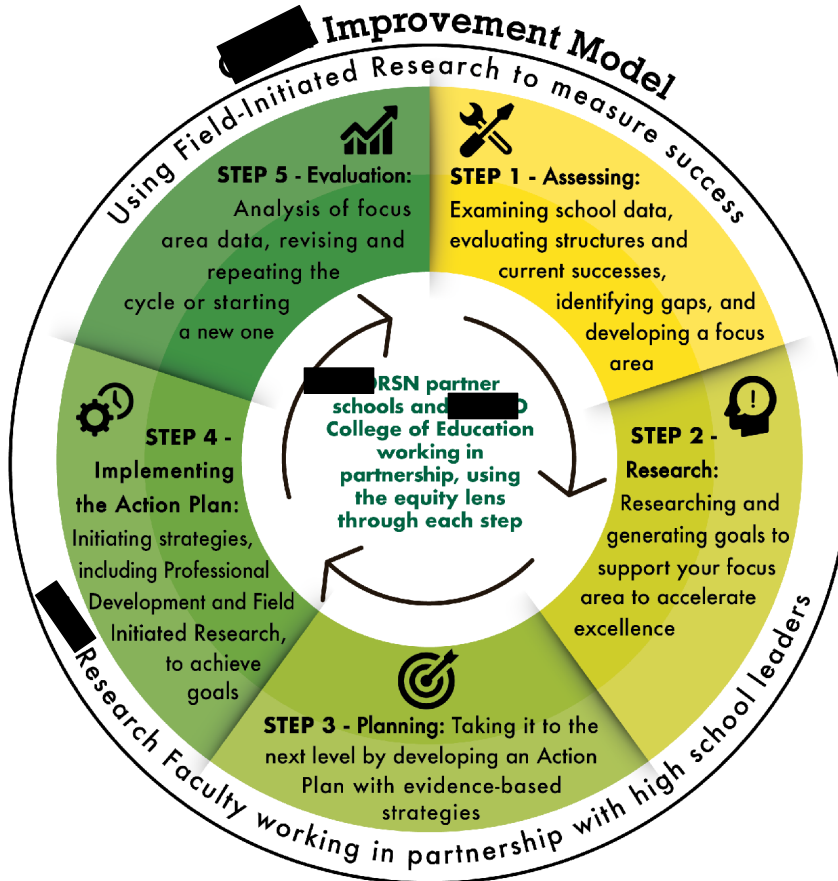 Improvement Model
Using Field-Initiated Research to measure success
STEP 1 - Assessing:
Examining school data,
evaluating structures and
current successes,
identifying gaps, and
developing a focus
area
STEP 2 -
Research:
Researching and
generating goals to
support your focus
area to accelerate
excellence
STEP 3 - Planning: Taking it to the
next level by developing an Action
Plan with evidence-based
strategies
STEP 4 -
Implementing
the Action Plan:
Initiating strategies,
including Professional
Development and Field
Initiated Research,
to achieve
goals
STEP 5 - Evaluation:
Analysis of focus
area data, revising and
repeating the
cycle or starting
a new one
partner
schools and
College of Education
working in
partnership, using
the equity lens
through each step
Research Faculty working in partnership with high school leaders